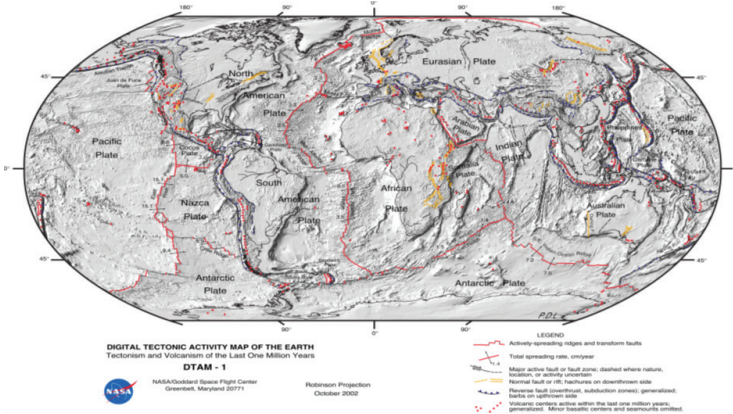 180° 90° 0° 90° 180°
45° 45°
0° 0°
45° 45°
Eurasian Plate
North
American
Plate
Juan de Fuca
Plate
Pacific
Plate
Cocos
Plate
Arabian
Plate
Indian
Plate
Philippine
Pacific
Plate
South
American
Plate
Nazca
Plate
African
Plate
Somalia
Plate
Australian
Plate
Antarctic
Plate
Antarctic Plate
P.D.L.
90° 0° 90°
DIGITAL TECTONIC ACTIVITY MAP OF THE EARTH
Tectonism and Volcanism of the Last One Million Years
DTAM - 1
NASA
NASA/Goddard Space Flight Center
Greenbelt, Maryland 20771
Robinson Projection
October 2002
LEGEND
Actively-spreading ridges and transform faults
Total spreading rate, cm/year
Major active fault or fault zone; dashed where nature,
location, or activity uncertain
Normal fault or rift; hachures on downthrown side
Reverse fault (overthrust, subduction zones); generalized;
barbs on upthrown side
Volcanic centers active within the last one million years;
generalized. Minor basaltic centers and seamounts omitted.